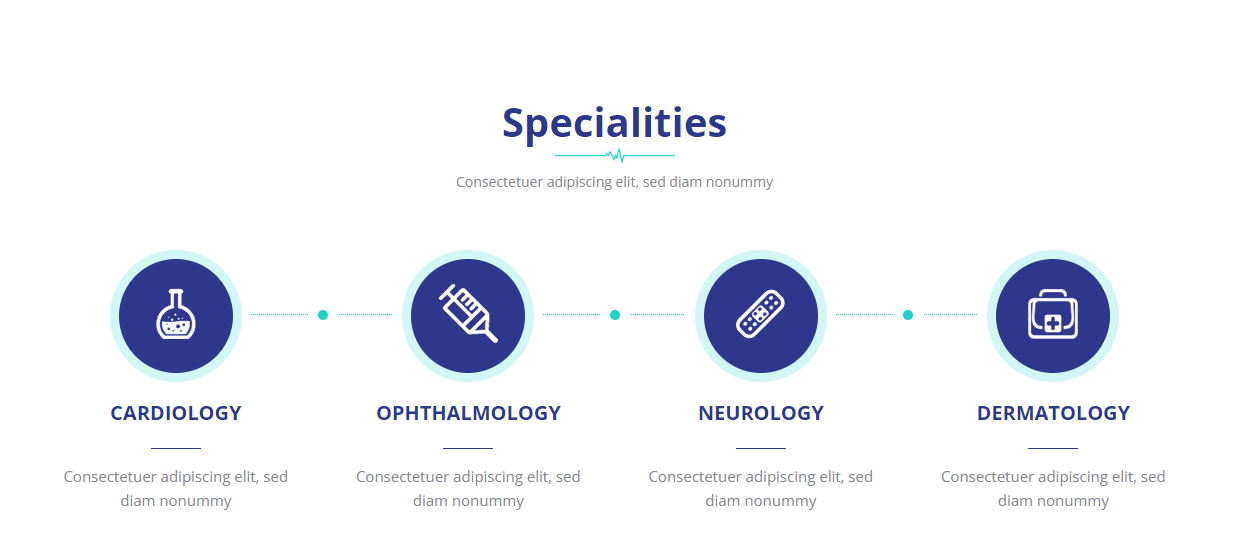 Specialities
Consectetuer adipiscing elit, sed diam nonummy
CARDIOLOGY
Consectetuer adipiscing elit, sed
diam nonummy
OPHTHALMOLOGY
Consectetuer adipiscing elit, sed
diam nonummy
NEUROLOGY
Consectetuer adipiscing elit, sed
diam nonummy
DERMATOLOGY
Consectetuer adipiscing elit, sed
diam nonummy